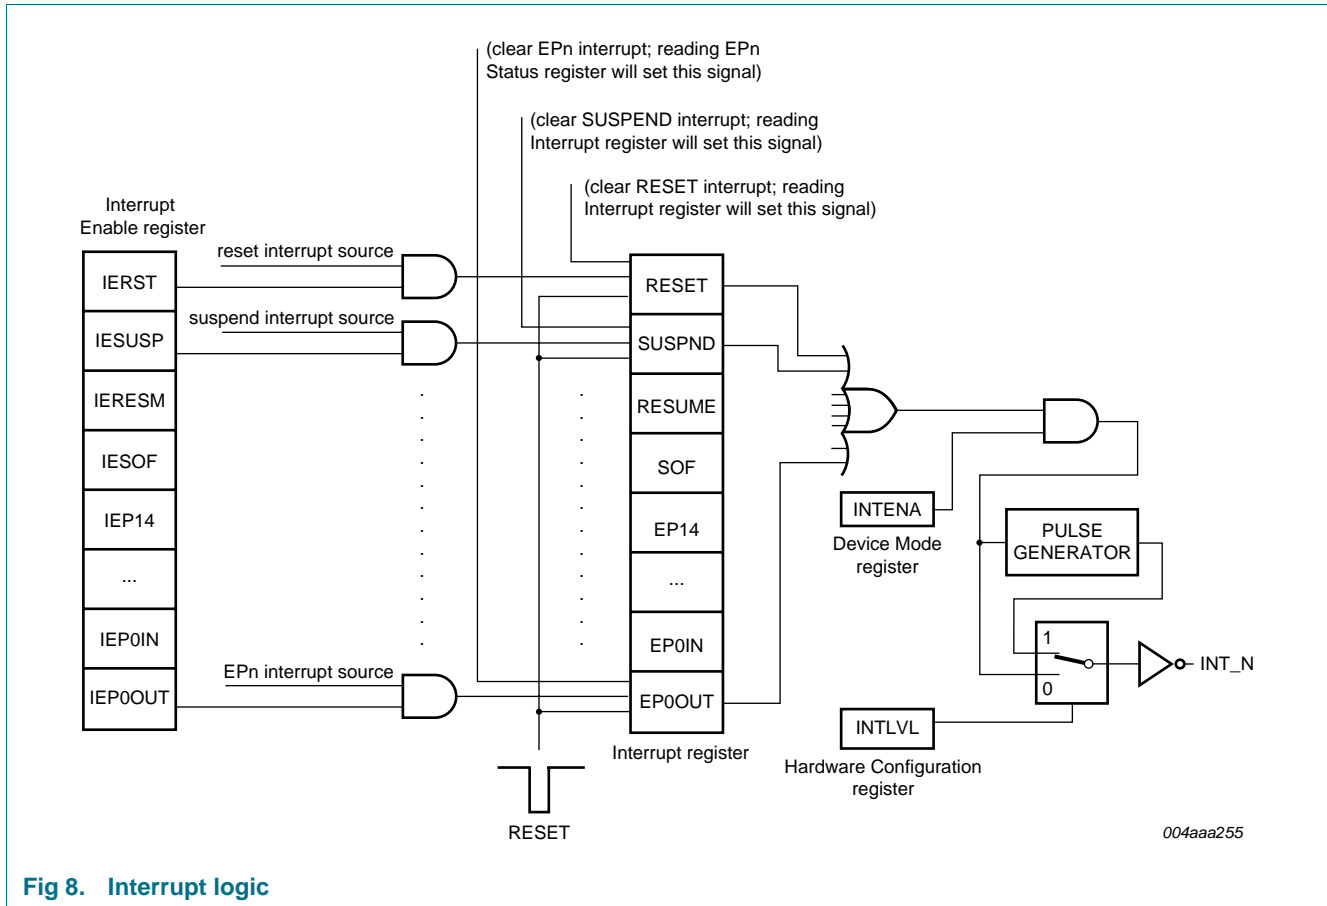 (clear EPn interrupt; reading EPn
Status register will set this signal)
(clear SUSPEND interrupt; reading
Interrupt register will set this signal)
(clear RESET interrupt; reading
Interrupt register will set this signal)
Interrupt
Enable register
IERST
IESUSP
IERESM
IESOF
IEP14
...
IEP0IN
IEP0OUT
reset interrupt source
suspend interrupt source
EPn interrupt source
RESET
SUSPND
RESUME
SOF
EP14
...
EP0IN
EP0OUT
Interrupt register
RESET
INTENA
Device Mode
register
PULSE
GENERATOR
1
0
INT_N
INTLVL
Hardware Configuration
register
004aaa255
Fig 8. Interrupt logic